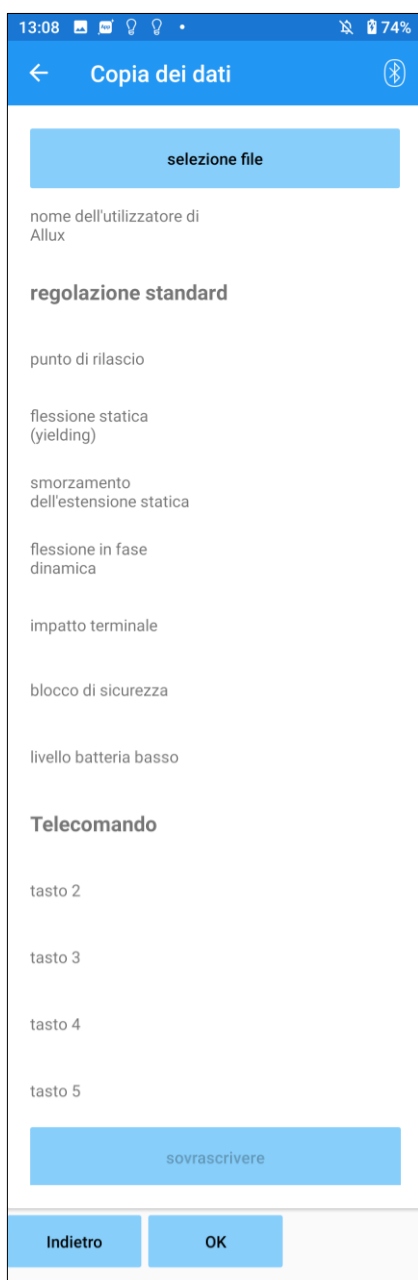 13:08 74%
Copia dei dati
selezione file
nome dell'utilizzatore di
Allux
regolazione standard
punto di rilascio
flessione statica
(yielding)
smorzamento
dell'estensione statica
flessione in fase
dinamica
impatto terminale
blocco di sicurezza
livello batteria basso
Telecomando
tasto 2
tasto 3
tasto 4
tasto 5
sovrascrivere
Indietro OK